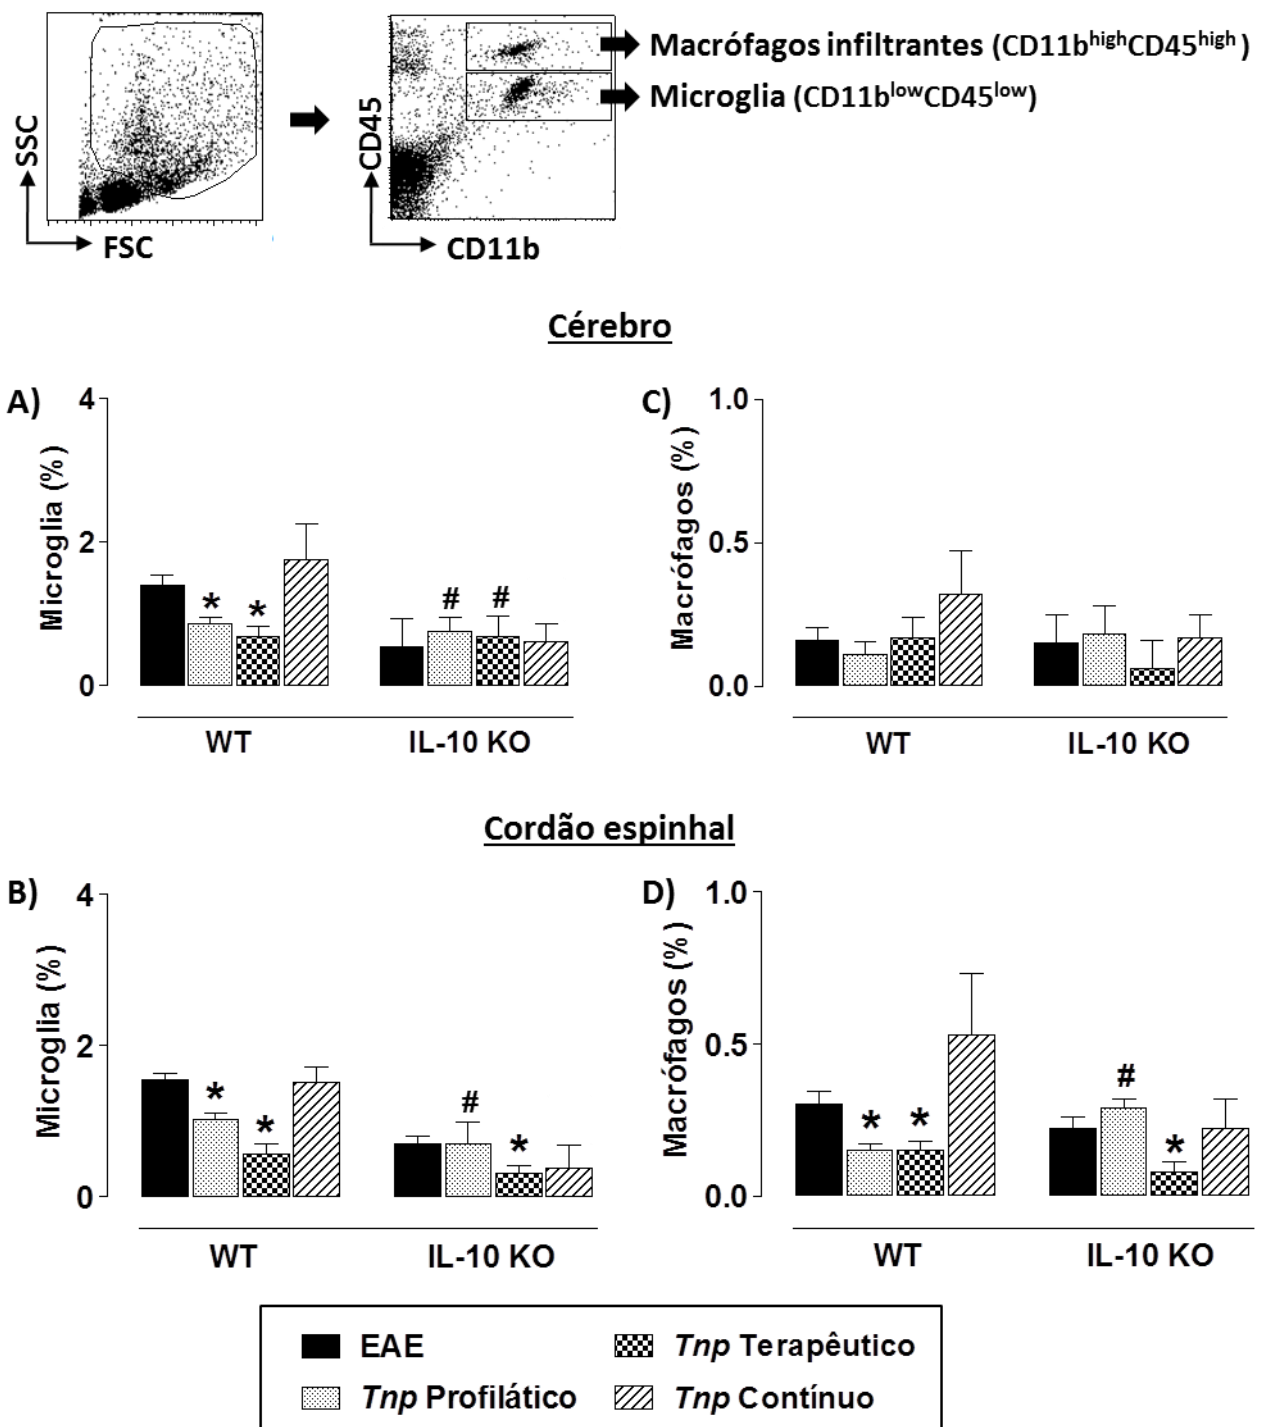 SSC
FSC
CD45
CD11b
Macrófagos infiltrantes (CD11bhighCD45high )
Microglia (CD11blowCD45low)
Cérebro
A)
4
2
0
Microglia (%)
*
*
#
#
WT
IL-10 KO
C)
1.0
0.5
0.0
Macrófagos (%)
WT
IL-10 KO
Cordão espinhal
B)
4
2
0
Microglia (%)
*
*
#
*
WT
IL-10 KO
D)
1.0
0.5
0.0
Macrófagos (%)
*
*
#
*
WT
IL-10 KO
EAE
Tnp Terapêutico
Tnp Profilático
Tnp Contínuo